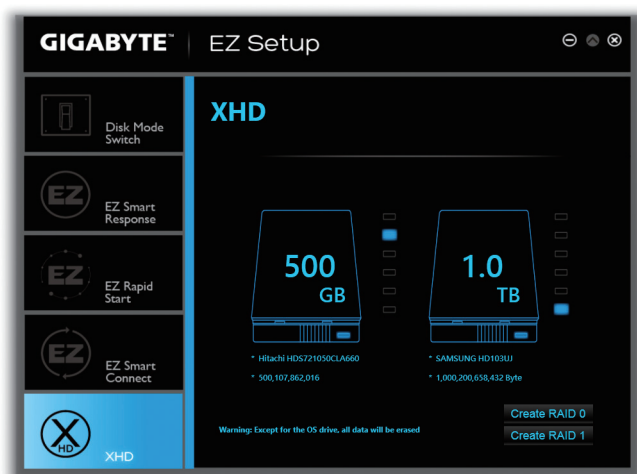 GIGABYTE™ EZ Setup
Disk Mode
Switch
EZ
EZ Smart
Response
EZ
EZ Rapid
Start
EZ
EZ Smart
Connect
X
HD
XHD
XHD
500
GB
1.0
TB
* Hitachi HDS721050CLA660
* 500,107,862,016
* SAMSUNG HD103UJ
* 1,000,200,658,432 Byte
Warning: Except for the OS drive, all data will be erased
Create RAID 0
Create RAID 1